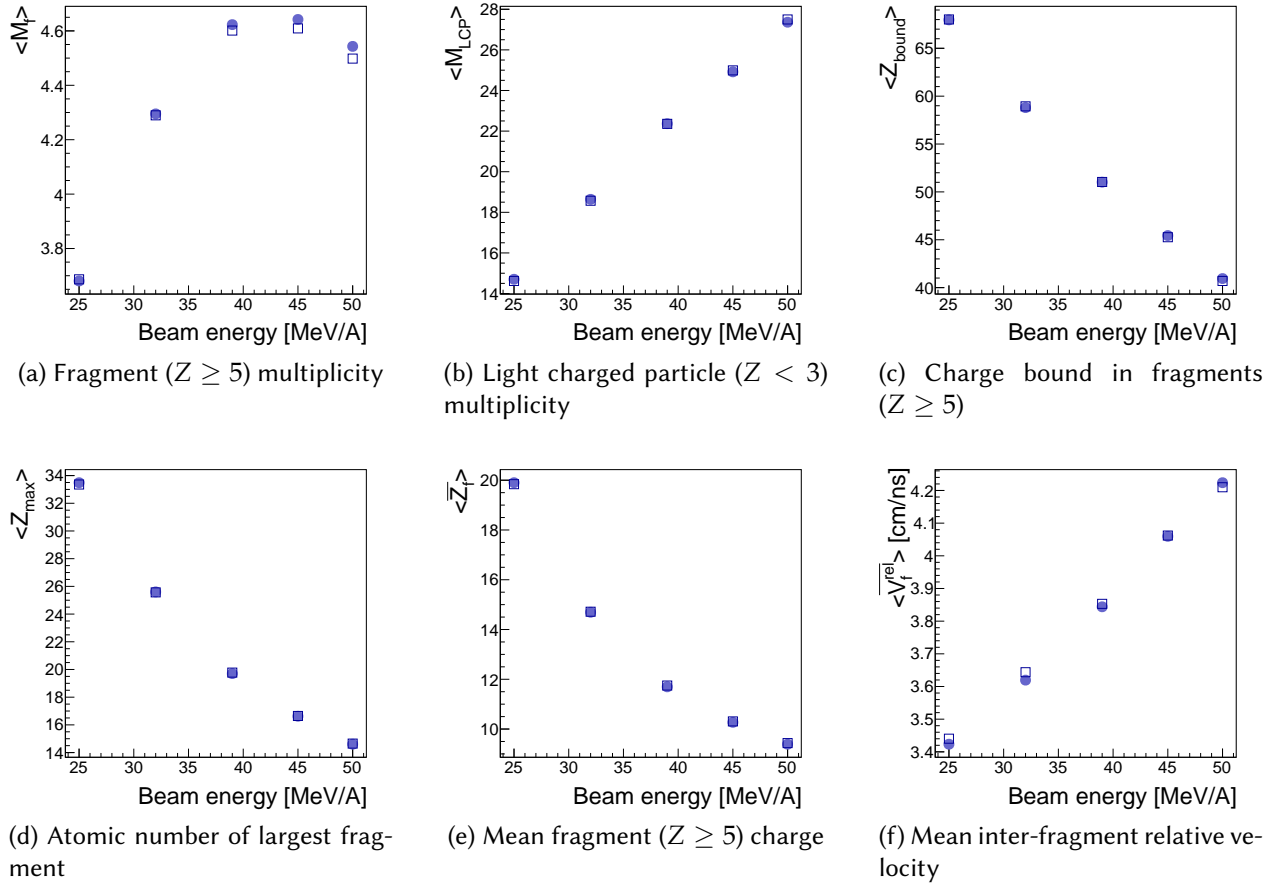 <M_f>
4.6
4.4
4.2
4
3.8
25 30 35 40 45 50
Beam energy [MeV/A]
(a) Fragment (Z ≥ 5) multiplicity
<M_LCP>
28
26
24
22
20
18
16
14
25 30 35 40 45 50
Beam energy [MeV/A]
(b) Light charged particle (Z < 3)
multiplicity
<Z_bound>
65
60
55
50
45
40
25 30 35 40 45 50
Beam energy [MeV/A]
(c) Charge bound in fragments
(Z ≥ 5)
<Z_max>
34
32
30
28
26
24
22
20
18
16
14
25 30 35 40 45 50
Beam energy [MeV/A]
(d) Atomic number of largest frag-
ment
<Z̅_f>
20
18
16
14
12
10
25 30 35 40 45 50
Beam energy [MeV/A]
(e) Mean fragment (Z ≥ 5) charge
<V̅_f^rel> [cm/ns]
4.2
4.1
4
3.9
3.8
3.7
3.6
3.5
3.4
25 30 35 40 45 50
Beam energy [MeV/A]
(f) Mean inter-fragment relative ve-
locity